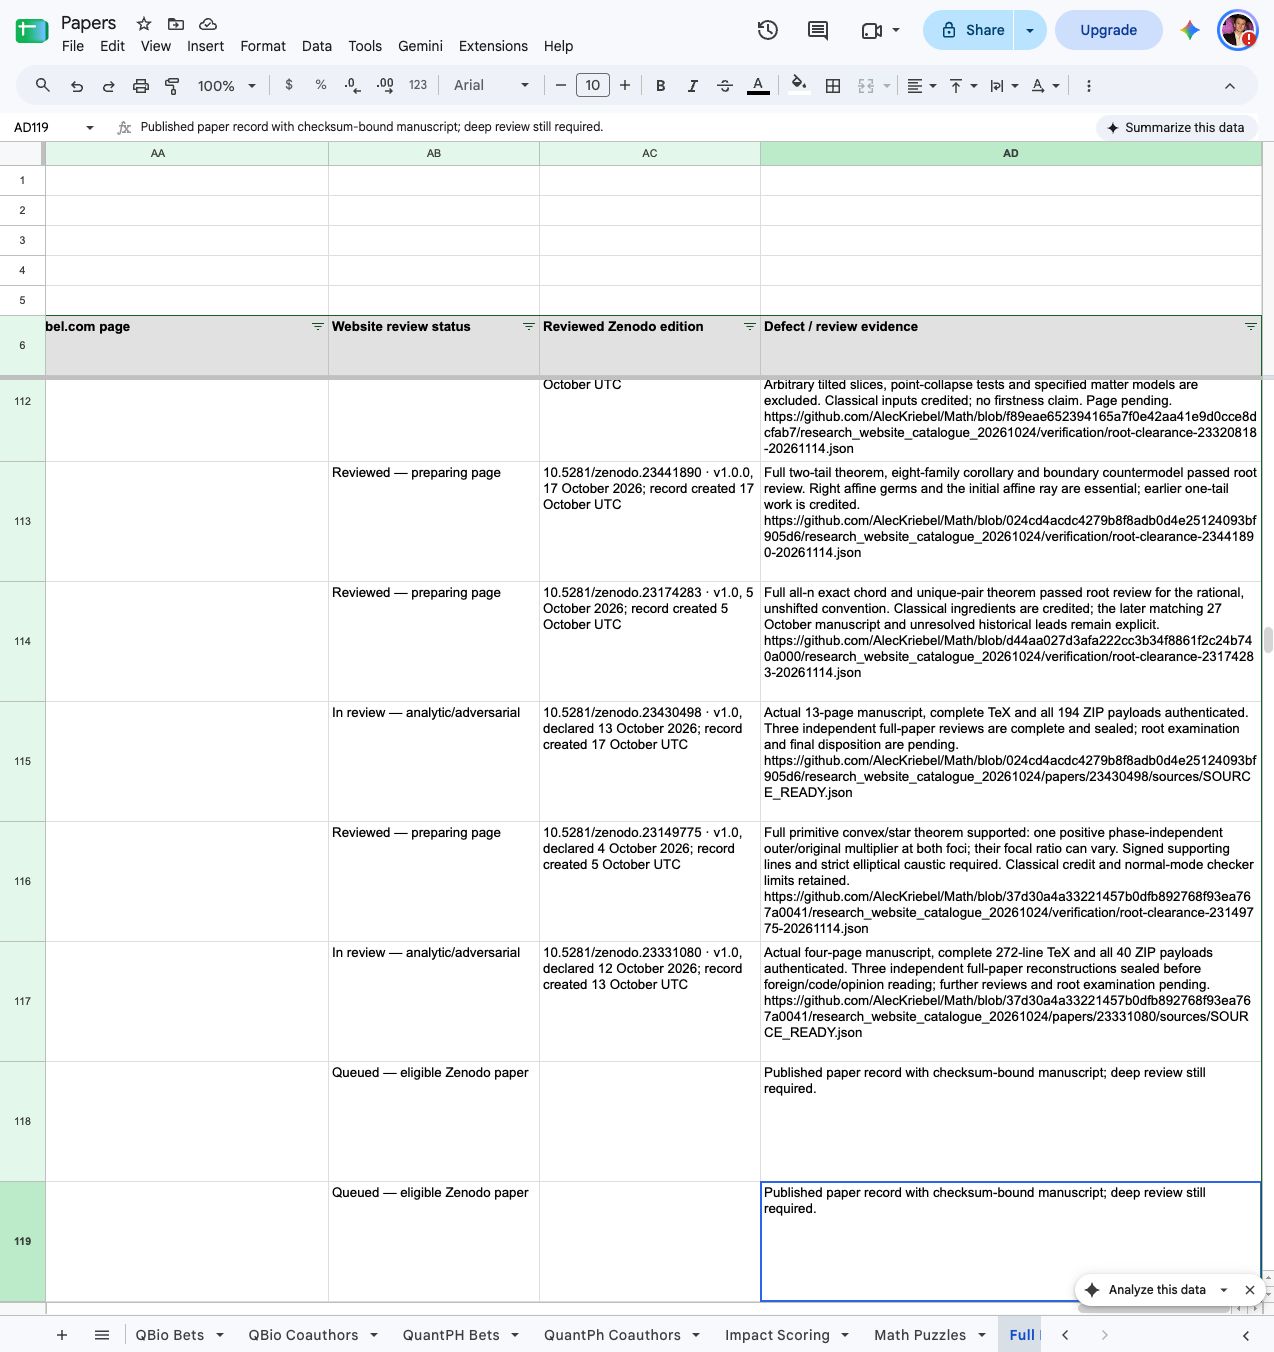 Papers
File Edit View Insert Format Data Tools Gemini Extensions Help
Share
Upgrade
100% $ % .0 .00 123 Arial 10 B I S A A
AD119 fx Published paper record with checksum-bound manuscript; deep review still required.
Summarize this data
AA AB AC AD
1
2
3
4
5
6
bel.com page
Website review status
Reviewed Zenodo edition
Defect / review evidence
112
October UTC
Arbitrary tilted slices, point-collapse tests and specified matter models are
excluded. Classical inputs credited; no firstness claim. Page pending.
https://github.com/AlecKriebel/Math/blob/f89eae652394165a7f0e42aa41e9d0cce8d
cfab7/research_website_catalogue_20261024/verification/root-clearance-23320818
-20261114.json
113
Reviewed — preparing page
10.5281/zenodo.23441890 · v1.0.0,
17 October 2026; record created 17
October UTC
Full two-tail theorem, eight-family corollary and boundary countermodel passed root
review. Right affine germs and the initial affine ray are essential; earlier one-tail
work is credited.
https://github.com/AlecKriebel/Math/blob/024cd4acdc4279b8f8adb0d4e25124093bf
905d6/research_website_catalogue_20261024/verification/root-clearance-2344189
0-20261114.json
114
Reviewed — preparing page
10.5281/zenodo.23174283 · v1.0, 5
October 2026; record created 5
October UTC
Full all-n exact chord and unique-pair theorem passed root review for the rational,
unshifted convention. Classical ingredients are credited; the later matching 27
October manuscript and unresolved historical leads remain explicit.
https://github.com/AlecKriebel/Math/blob/d44aa027d3afa222cc3b34f8861f2c24b74
0a000/research_website_catalogue_20261024/verification/root-clearance-2317428
3-20261114.json
115
In review — analytic/adversarial
10.5281/zenodo.23430498 · v1.0,
declared 13 October 2026; record
created 17 October UTC
Actual 13-page manuscript, complete TeX and all 194 ZIP payloads authenticated.
Three independent full-paper reviews are complete and sealed; root examination
and final disposition are pending.
https://github.com/AlecKriebel/Math/blob/024cd4acdc4279b8f8adb0d4e25124093bf
905d6/research_website_catalogue_20261024/papers/23430498/sources/SOURC
E_READY.json
116
Reviewed — preparing page
10.5281/zenodo.23149775 · v1.0,
declared 4 October 2026; record
created 5 October UTC
Full primitive convex/star theorem supported: one positive phase-independent
outer/original multiplier at both foci; their focal ratio can vary. Signed supporting
lines and strict elliptical caustic required. Classical credit and normal-mode checker
limits retained.
https://github.com/AlecKriebel/Math/blob/37d30a4a33221457b0dfb892768f93ea76
7a0041/research_website_catalogue_20261024/verification/root-clearance-231497
75-20261114.json
117
In review — analytic/adversarial
10.5281/zenodo.23331080 · v1.0,
declared 12 October 2026; record
created 13 October UTC
Actual four-page manuscript, complete 272-line TeX and all 40 ZIP payloads
authenticated. Three independent full-paper reconstructions sealed before
foreign/code/opinion reading; further reviews and root examination pending.
https://github.com/AlecKriebel/Math/blob/37d30a4a33221457b0dfb892768f93ea76
7a0041/research_website_catalogue_20261024/papers/23331080/sources/SOUR
CE_READY.json
118
Queued — eligible Zenodo paper
Published paper record with checksum-bound manuscript; deep review still
required.
119
Queued — eligible Zenodo paper
Published paper record with checksum-bound manuscript; deep review still
required.
Analyze this data
QBio Bets QBio Coauthors QuantPH Bets QuantPh Coauthors Impact Scoring Math Puzzles Full